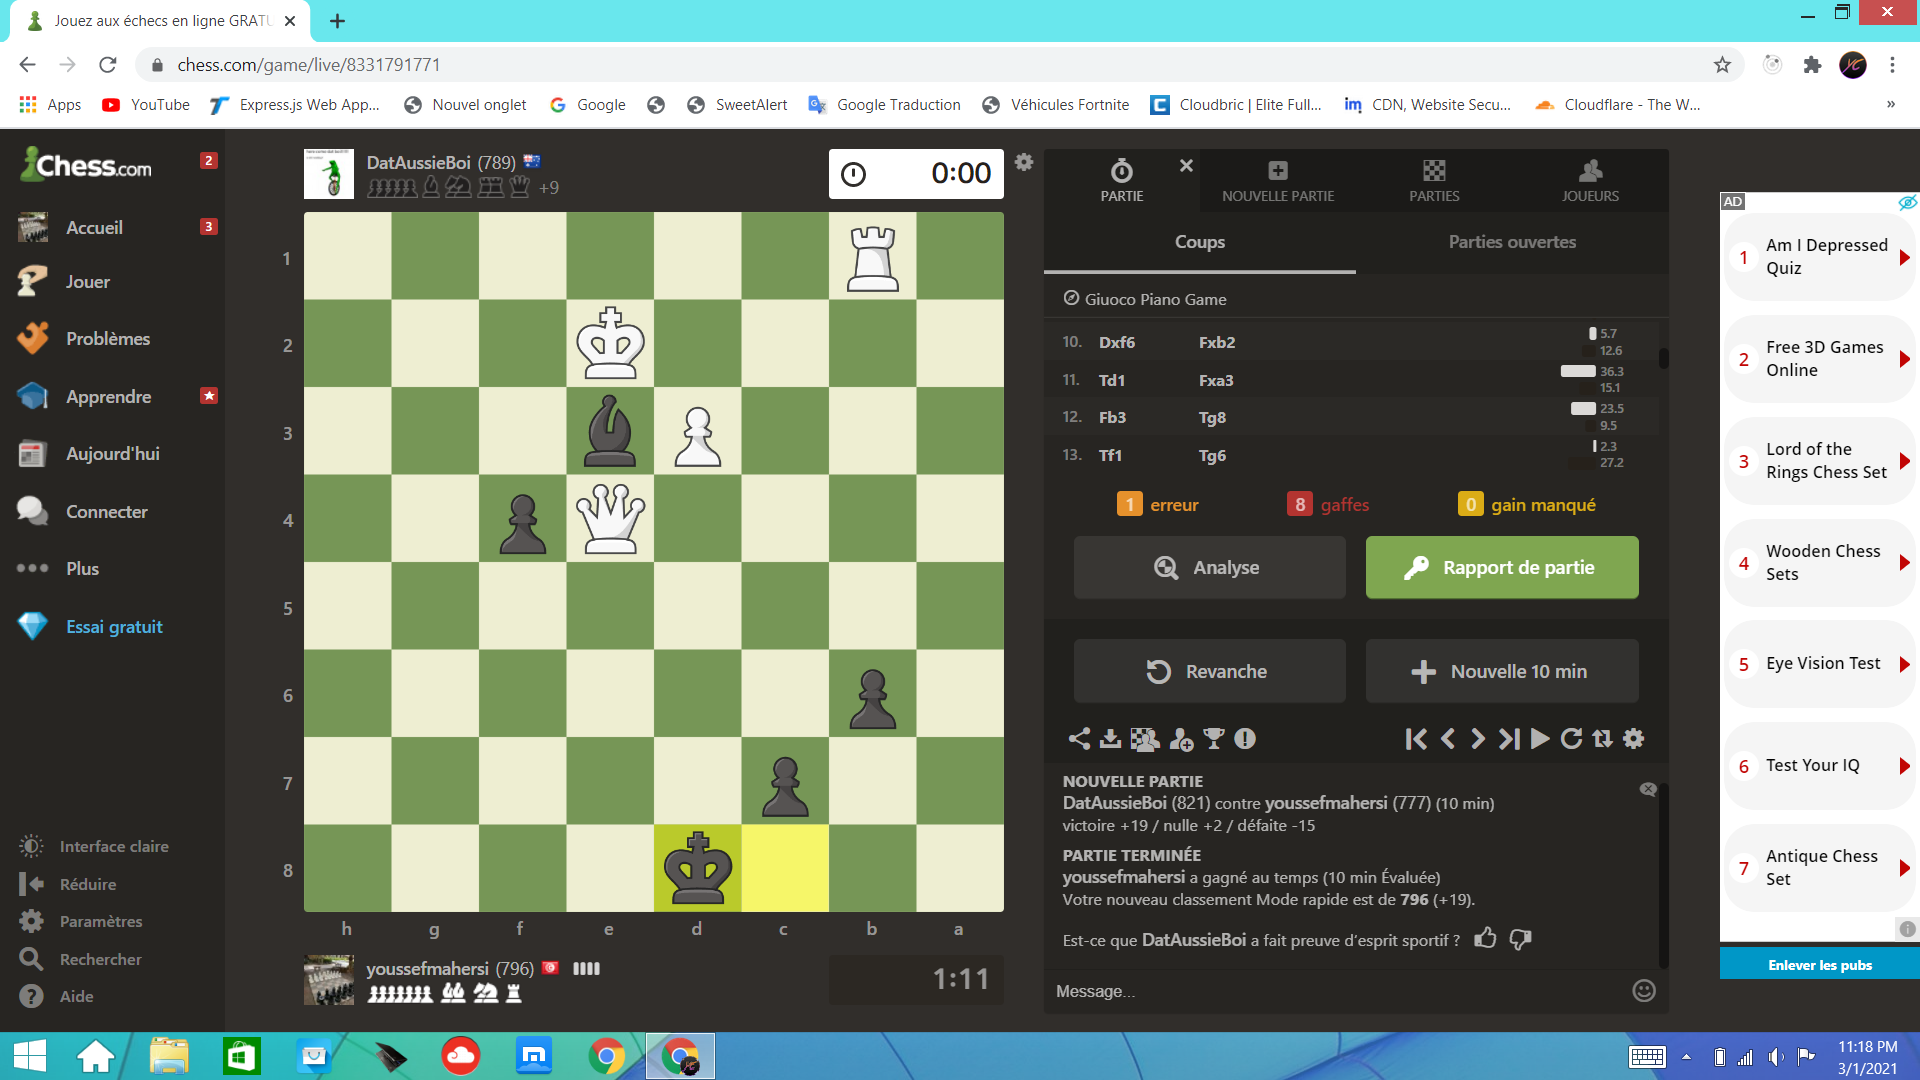 Jouez aux échecs en ligne GRATU
chess.com/game/live/8331791771
Apps
YouTube
Express.js Web App...
Nouvel onglet
Google
SweetAlert
Google Traduction
Véhicules Fortnite
Cloudbric | Elite Full...
im CDN, Website Secu...
Cloudflare - The W...
»
Chess.com
2
Accueil
3
Jouer
Problèmes
Apprendre
Aujourd'hui
Connecter
Plus
Essai gratuit
Interface claire
Réduire
Paramètres
Rechercher
Aide
DatAussieBoi (789)
+9
0:00
1
2
3
4
5
6
7
8
h g f e d c b a
youssefmahersi (796)
1:11
PARTIE
NOUVELLE PARTIE
PARTIES
JOUEURS
Coups
Parties ouvertes
Giuoco Piano Game
10. Dxf6 Fxb2 5.7
12.6
11. Td1 Fxa3 36.3
15.1
12. Fb3 Tg8 23.5
9.5
13. Tf1 Tg6 2.3
27.2
1 erreur
8 gaffes
0 gain manqué
Analyse
Rapport de partie
Revanche
Nouvelle 10 min
NOUVELLE PARTIE
DatAussieBoi (821) contre youssefmahersi (777) (10 min)
victoire +19 / nulle +2 / défaite -15
PARTIE TERMINÉE
youssefmahersi a gagné au temps (10 min Évaluée)
Votre nouveau classement Mode rapide est de 796 (+19).
Est-ce que DatAussieBoi a fait preuve d'esprit sportif ?
Message...
AD
1 Am I Depressed
Quiz
2 Free 3D Games
Online
3 Lord of the
Rings Chess Set
4 Wooden Chess
Sets
5 Eye Vision Test
6 Test Your IQ
7 Antique Chess
Set
Enlever les pubs
11:18 PM
3/1/2021